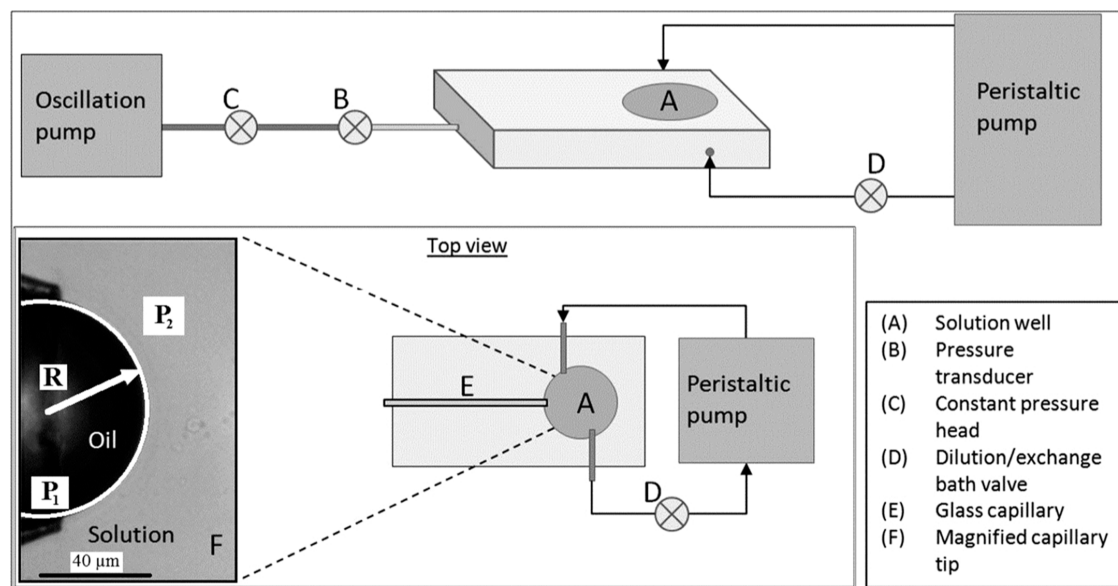 Oscillation
pump
C
B
A
Peristaltic
pump
D
Top view
P2
R
Oil
P1
Solution
F
40 µm
E
A
D
Peristaltic
pump
(A) Solution well
(B) Pressure
transducer
(C) Constant pressure
head
(D) Dilution/exchange
bath valve
(E) Glass capillary
(F) Magnified capillary
tip